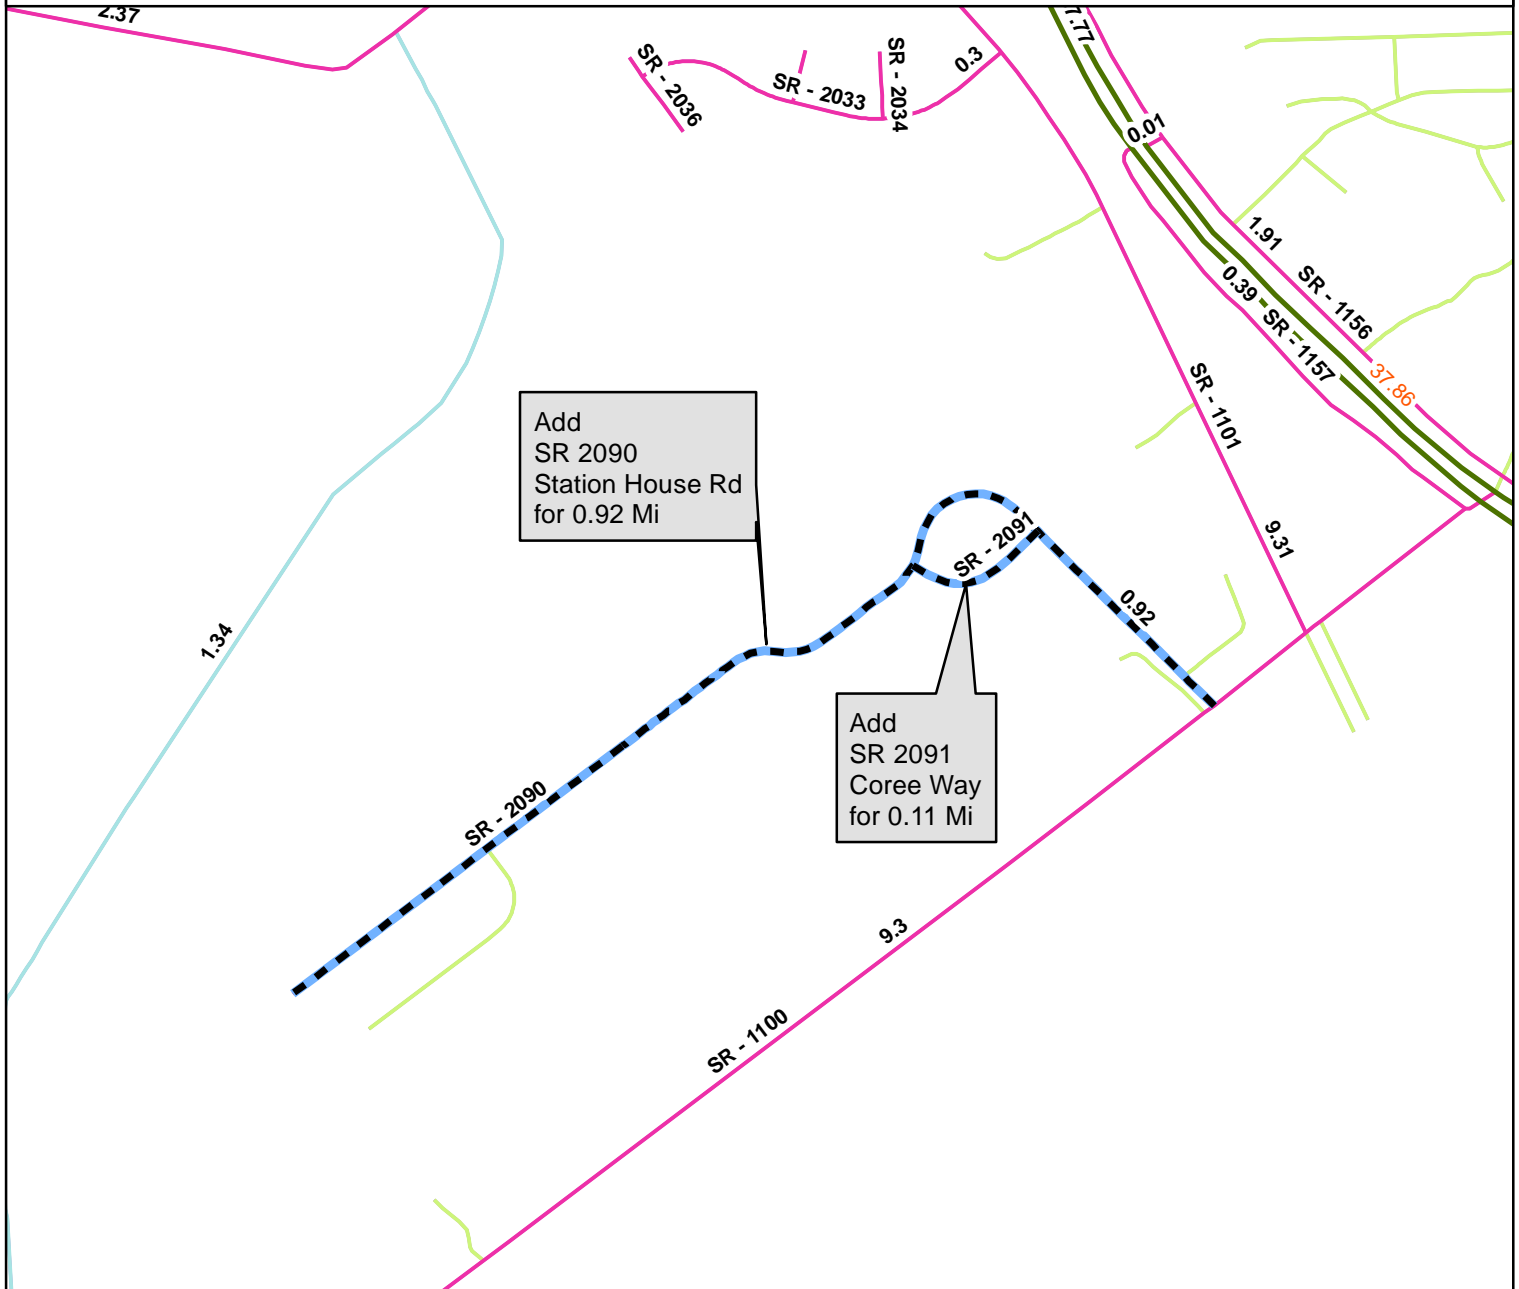 2.37
SR - 2036
SR - 2033
SR - 2034
0.3
7.77
0.01
1.91
SR - 1156
0.39
SR - 1157
37.86
SR - 1101
9.31
Add
SR 2090
Station House Rd
for 0.92 Mi
SR - 2091
0.92
1.34
Add
SR 2091
Coree Way
for 0.11 Mi
SR - 2090
9.3
SR - 1100